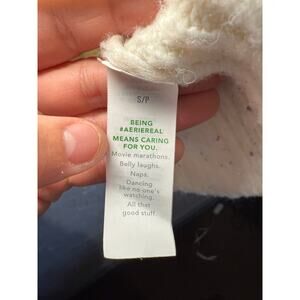 S/P
BEING
#AERIEREAL
MEANS CARING
FOR YOU.
Movie marathons.
Belly laughs.
Naps.
Dancing
like no one's
watching.
All that
good stuff.